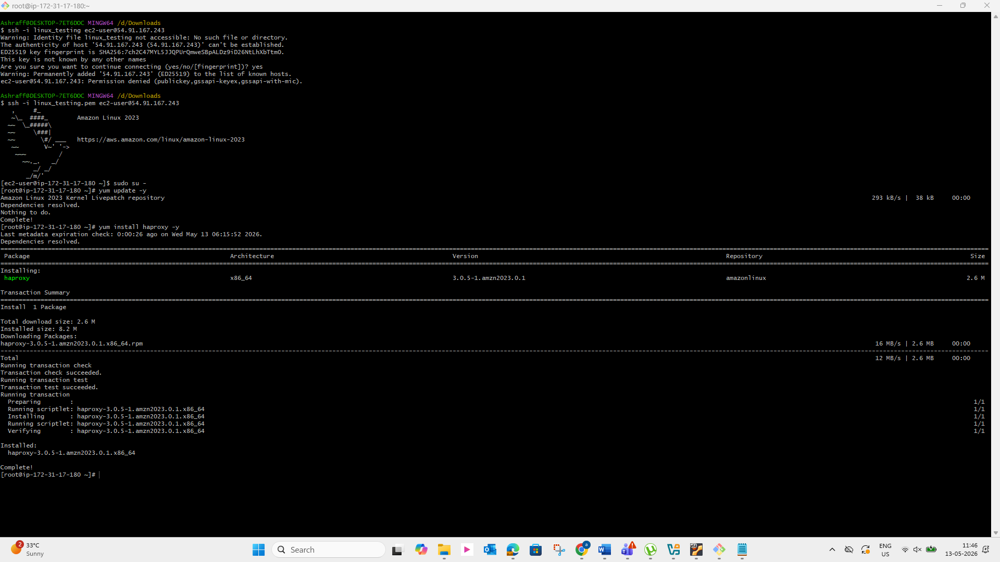 root@ip-172-31-17-180:~
Ashraff@DESKTOP-7ET6DOC MINGW64 /d/Downloads
$ ssh -i linux_testing ec2-user@54.91.167.243
Warning: Identity file linux_testing not accessible: No such file or directory.
The authenticity of host '54.91.167.243 (54.91.167.243)' can't be established.
ED25519 key fingerprint is SHA256:7ch2C47MYL5JJQPUrQmweSBpALDz9iD26NtLhXbTtm0.
This key is not known by any other names
Are you sure you want to continue connecting (yes/no/[fingerprint])? yes
Warning: Permanently added '54.91.167.243' (ED25519) to the list of known hosts.
ec2-user@54.91.167.243: Permission denied (publickey,gssapi-keyex,gssapi-with-mic).
Ashraff@DESKTOP-7ET6DOC MINGW64 /d/Downloads
$ ssh -i linux_testing.pem ec2-user@54.91.167.243
   ,     #_
   ~\_  ####_        Amazon Linux 2023
  ~~  \_#####\
  ~~     \###|
  ~~       \#/ ___   https://aws.amazon.com/linux/amazon-linux-2023
   ~~       V~' '->
    ~~~         /
      ~~._.   _/
         _/ _/
       _/m/'
[ec2-user@ip-172-31-17-180 ~]$ sudo su -
[root@ip-172-31-17-180 ~]# yum update -y
Amazon Linux 2023 Kernel Livepatch repository 293 kB/s |  38 kB     00:00
Dependencies resolved.
Nothing to do.
Complete!
[root@ip-172-31-17-180 ~]# yum install haproxy -y
Last metadata expiration check: 0:00:26 ago on Wed May 13 06:15:52 2026.
Dependencies resolved.
Package Architecture Version Repository Size
Installing:
haproxy x86_64 3.0.5-1.amzn2023.0.1 amazonlinux 2.6 M
Transaction Summary
Install  1 Package
Total download size: 2.6 M
Installed size: 8.2 M
Downloading Packages:
haproxy-3.0.5-1.amzn2023.0.1.x86_64.rpm 16 MB/s | 2.6 MB     00:00
Total 12 MB/s | 2.6 MB     00:00
Running transaction check
Transaction check succeeded.
Running transaction test
Transaction test succeeded.
Running transaction
  Preparing        : 1/1
  Running scriptlet: haproxy-3.0.5-1.amzn2023.0.1.x86_64 1/1
  Installing       : haproxy-3.0.5-1.amzn2023.0.1.x86_64 1/1
  Running scriptlet: haproxy-3.0.5-1.amzn2023.0.1.x86_64 1/1
  Verifying        : haproxy-3.0.5-1.amzn2023.0.1.x86_64 1/1
Installed:
  haproxy-3.0.5-1.amzn2023.0.1.x86_64
Complete!
[root@ip-172-31-17-180 ~]#
2
33°C
Sunny
Search
a
ENG
US
11:46
13-05-2026